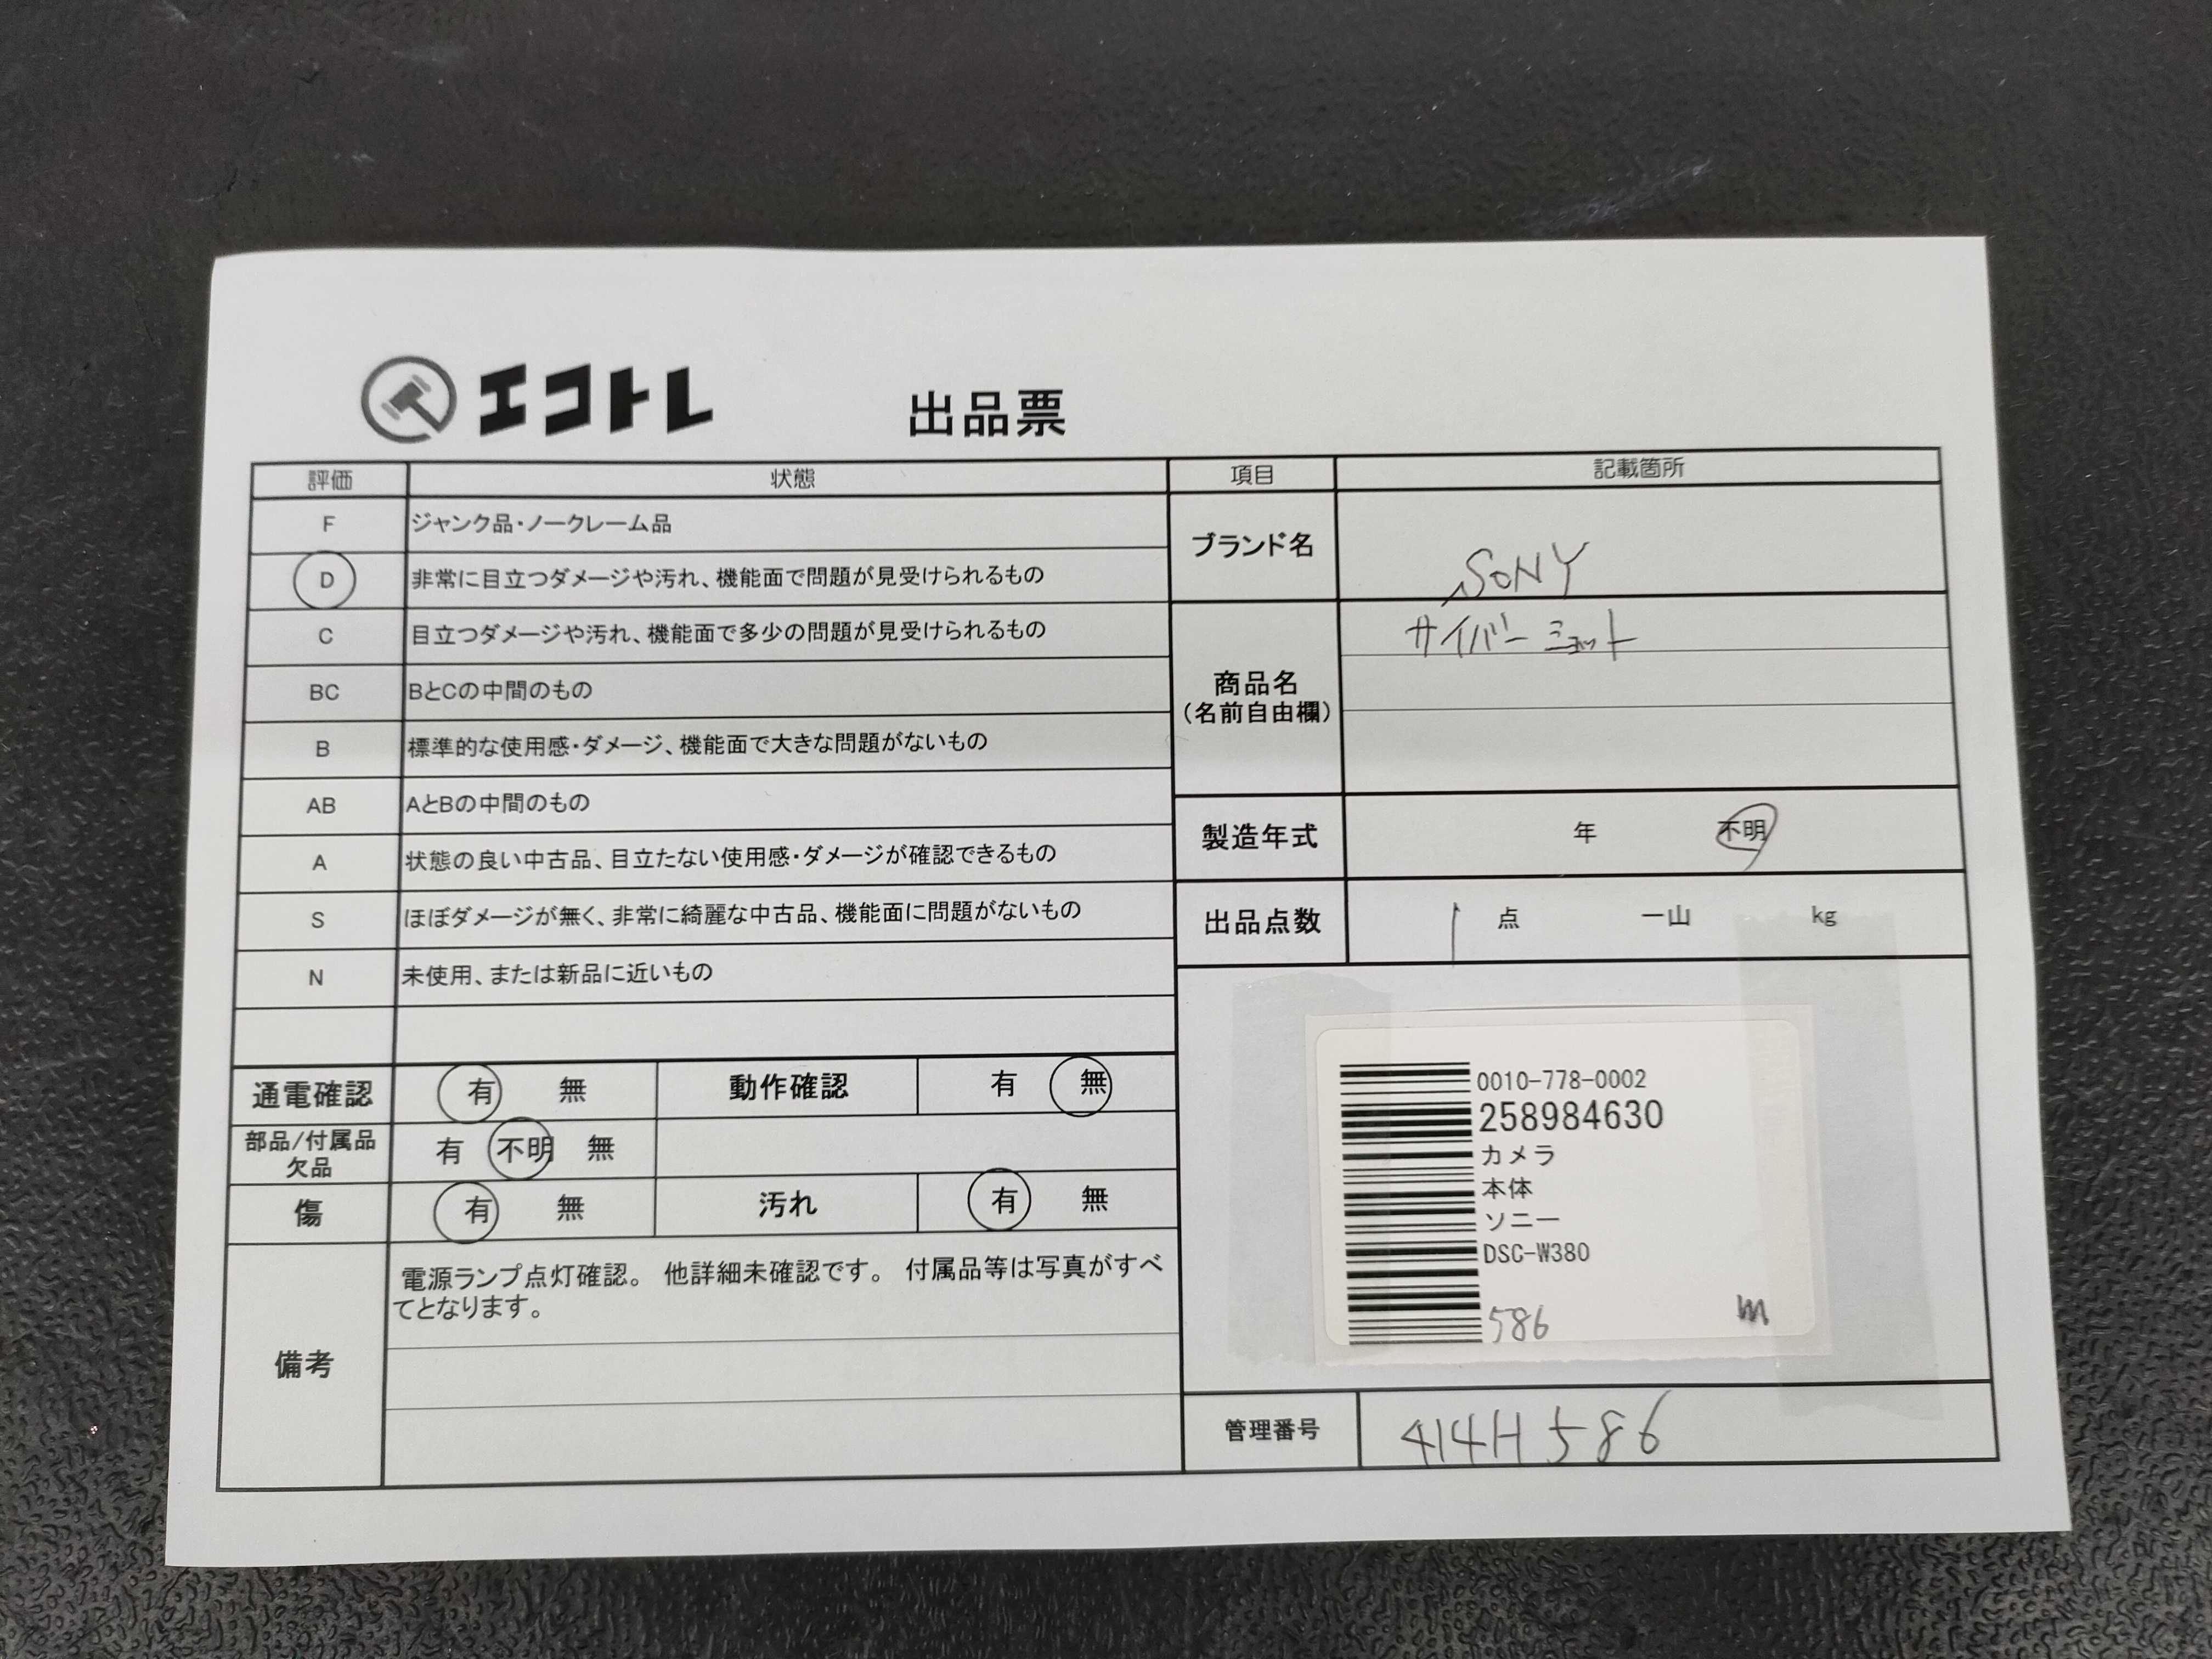 エコトレ 出品票
評価 状態
F ジャンク品・ノークレーム品
D 非常に目立つダメージや汚れ、機能面で問題が見受けられるもの
C 目立つダメージや汚れ、機能面で多少の問題が見受けられるもの
BC BとCの中間のもの
B 標準的な使用感・ダメージ、機能面で大きな問題がないもの
AB AとBの中間のもの
A 状態の良い中古品、目立たない使用感・ダメージが確認できるもの
S ほぼダメージが無く、非常に綺麗な中古品、機能面に問題がないもの
N 未使用、または新品に近いもの
通電確認 有 無 動作確認 有 無
部品/付属品
欠品 有 不明 無
傷 有 無 汚れ 有 無
備考
電源ランプ点灯確認。 他詳細未確認です。 付属品等は写真がすべ
てとなります。
項目 記載箇所
ブランド名 SONY
商品名
(名前自由欄)
サイバーショット
製造年式 年 不明
出品点数 1 点 一山 kg
0010-778-0002
258984630
カメラ
本体
ソニー
DSC-W380
586 m
管理番号 414H586